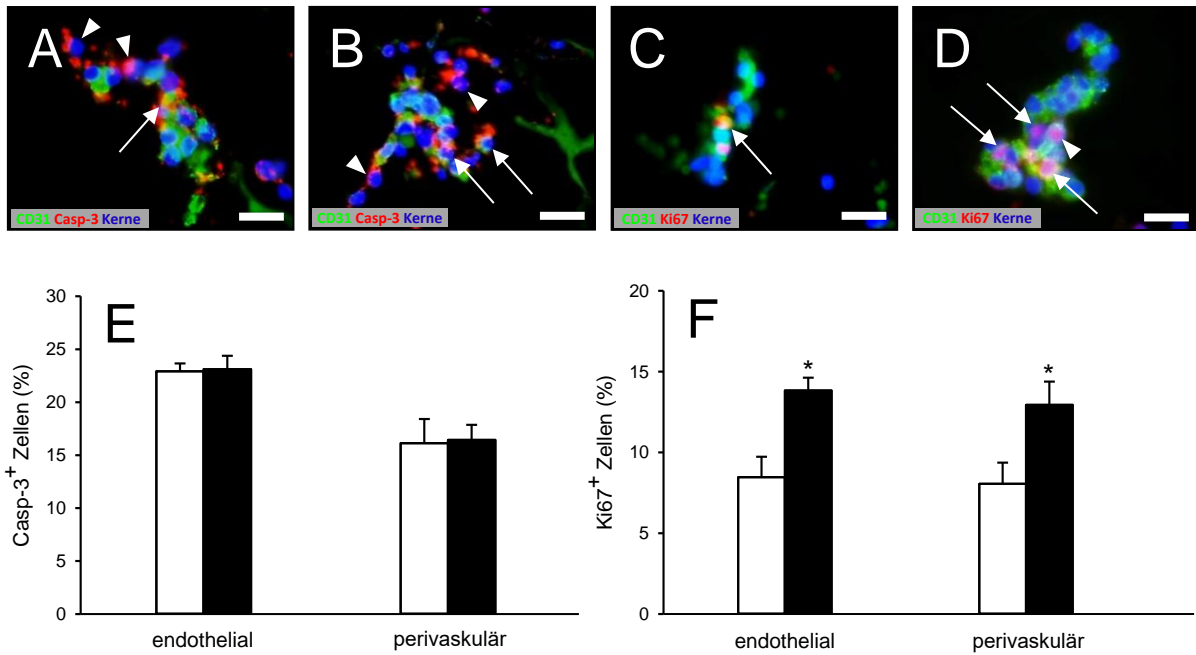 A
CD31 Casp-3 Kerne
B
CD31 Casp-3 Kerne
C
CD31 Ki67 Kerne
D
CD31 Ki67 Kerne
E
Casp-3+ Zellen (%)
30
25
20
15
10
5
0
endothelial perivaskulär
F
Ki67+ Zellen (%)
20
15
10
5
0
* *
endothelial perivaskulär